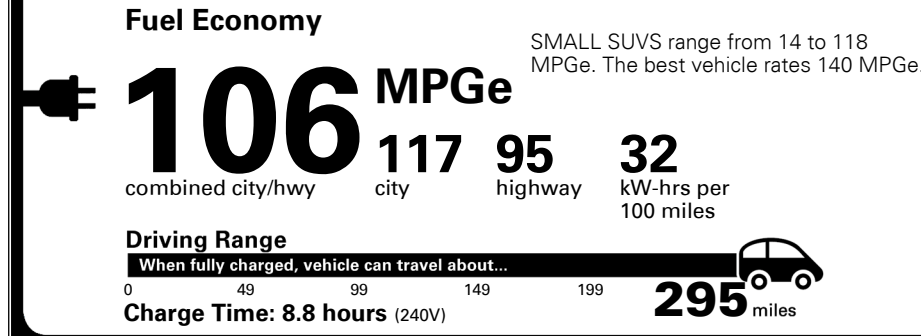 Fuel Economy
SMALL SUVS range from 14 to 118
MPGe. The best vehicle rates 140 MPGe.
106 MPGe
combined city/hwy
117
city
95
highway
32
kW-hrs per
100 miles
Driving Range
When fully charged, vehicle can travel about...
0 49 99 149 199 295 miles
Charge Time: 8.8 hours (240V)